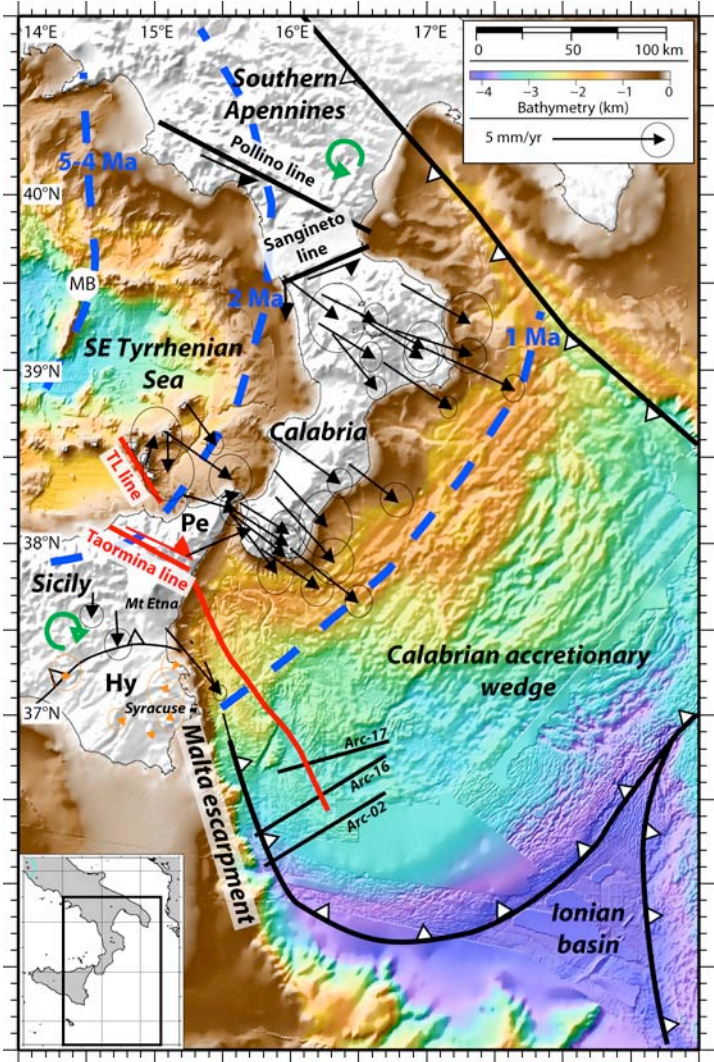 14°E
15°E
16°E
17°E
0 50 100 km
−4 −3 −2 −1 0
Bathymetry (km)
5 mm/yr
Southern
Apennines
5-4 Ma
Pollino line
40°N
Sangineto
line
MB
2 Ma
1 Ma
SE Tyrrhenian
Sea
39°N
Calabria
TL line
Pe
38°N
Taormina line
Sicily
Mt Etna
Calabrian accretionary
wedge
Hy
Syracuse
37°N
Malta escarpment
Arc-17
Arc-16
Arc-02
Ionian
basin